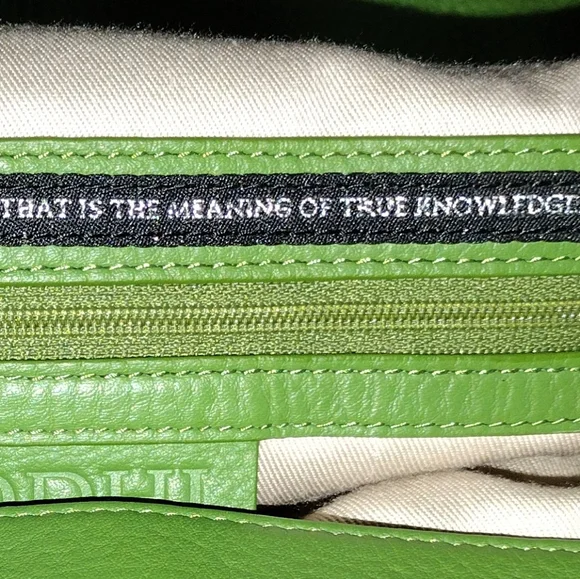 THAT IS THE MEANING OF TRUE KNOWLEDGE